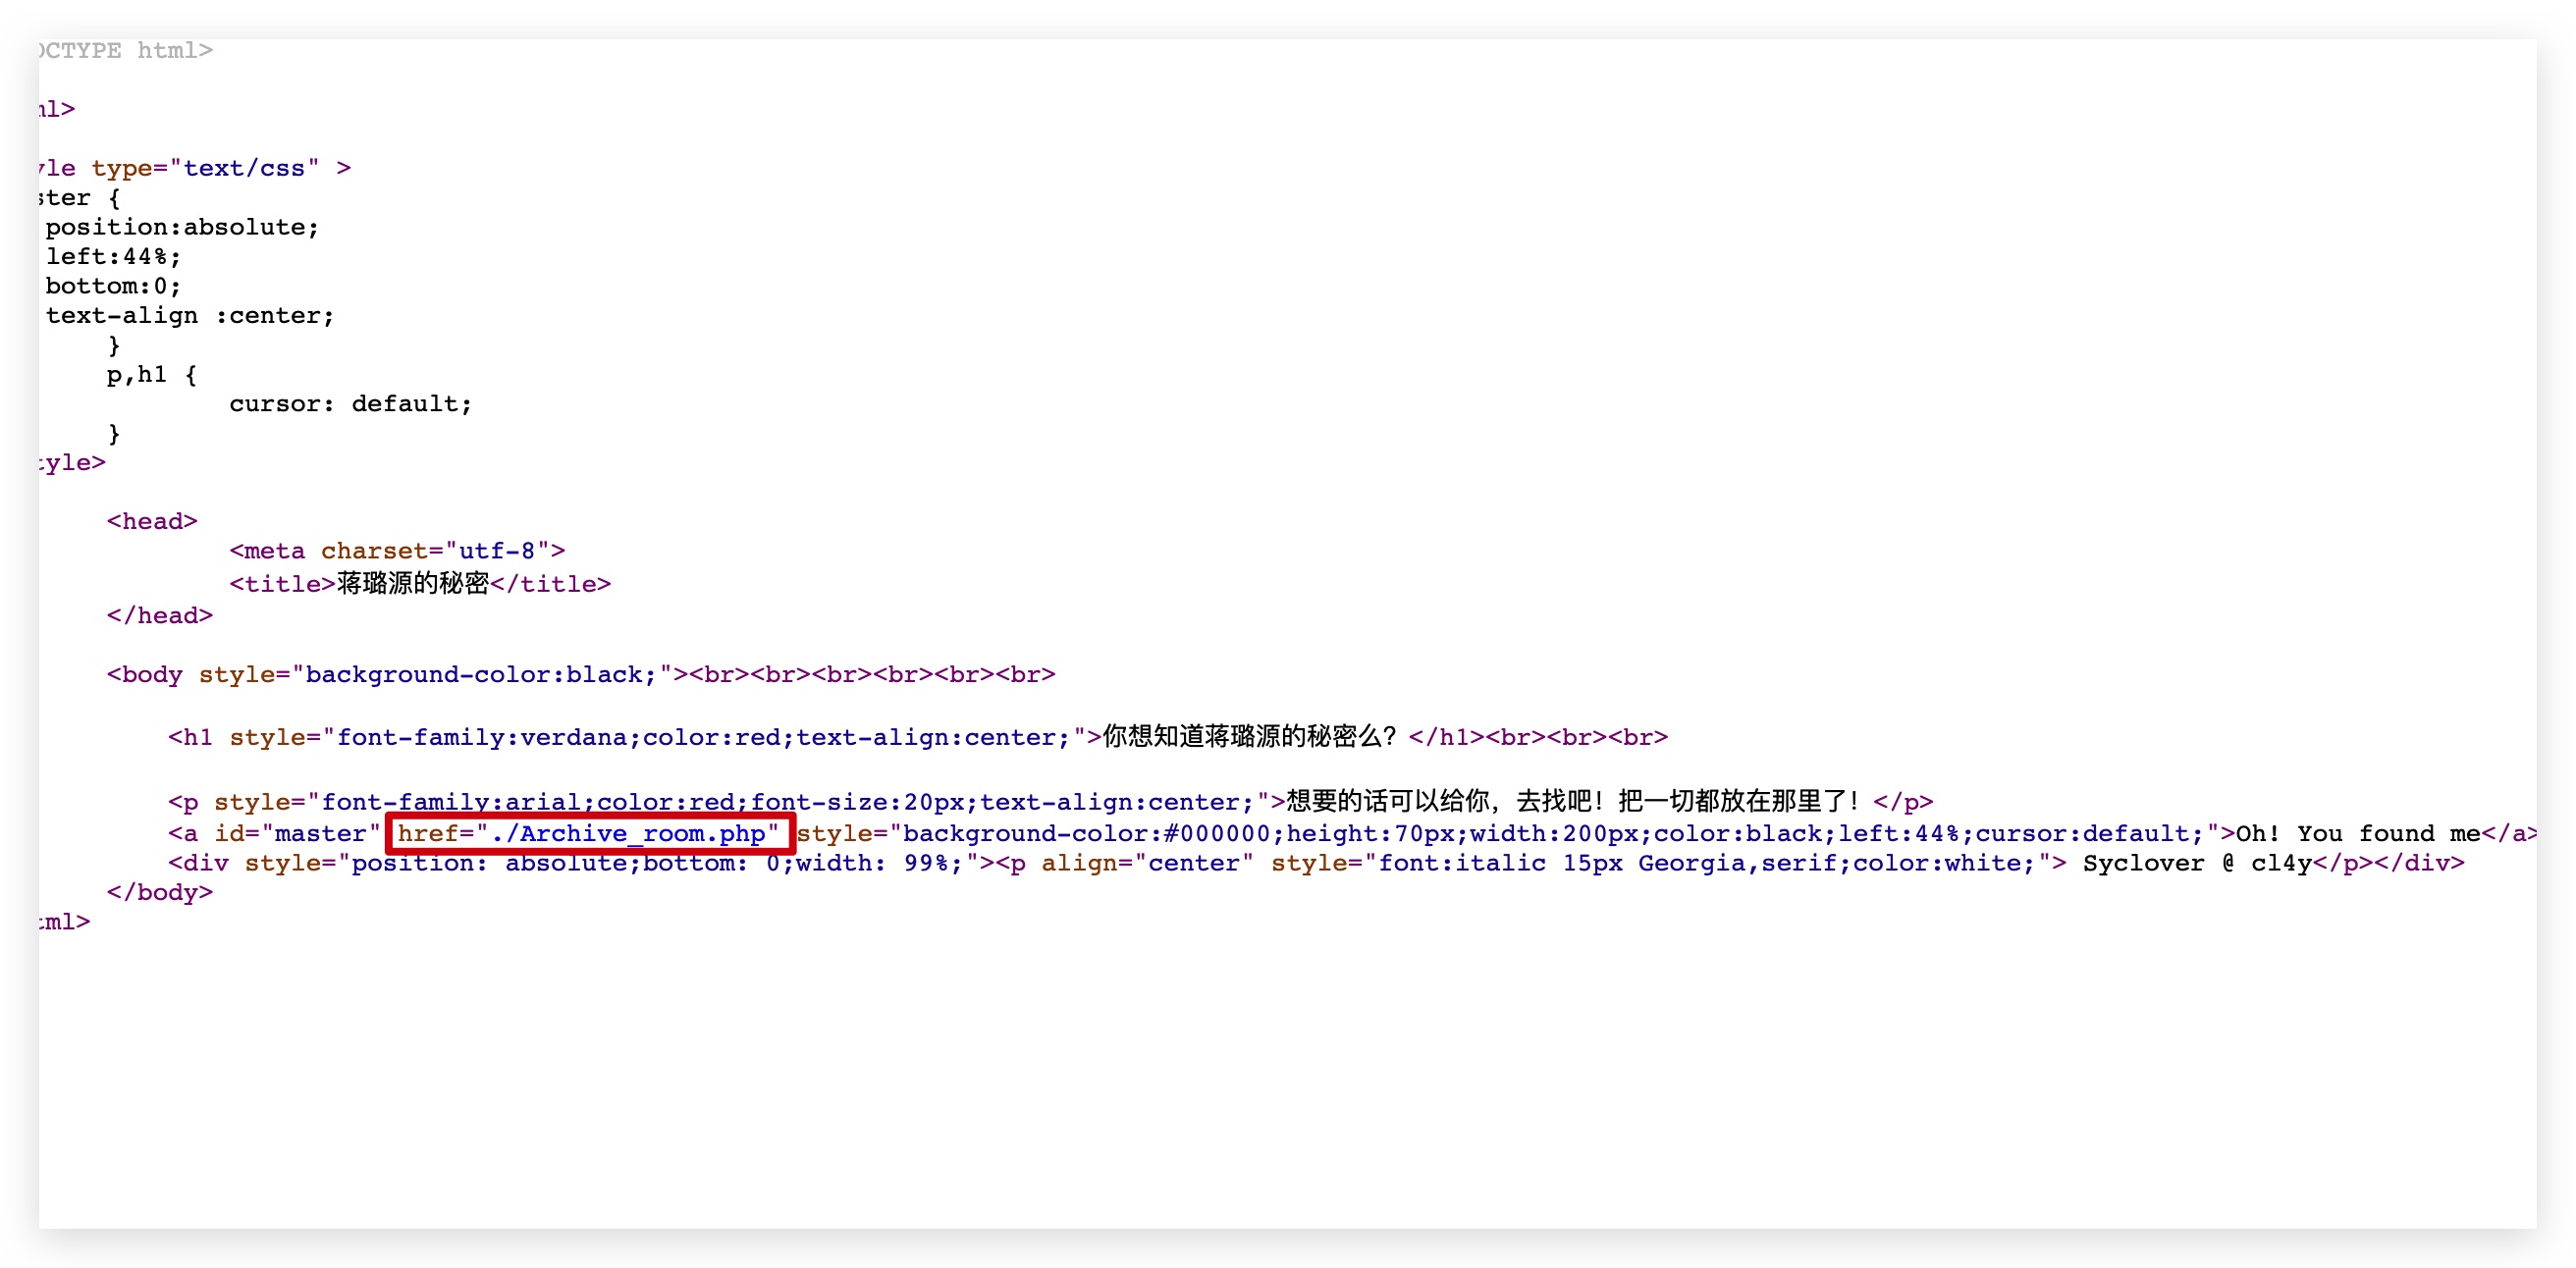 OCTYPE html>
ml>
yle type="text/css" >
ster {
position:absolute;
left:44%;
bottom:0;
text-align :center;
}
p,h1 {
cursor: default;
}
tyle>
<head>
<meta charset="utf-8">
<title>蒋璐源的秘密</title>
</head>
<body style="background-color:black;"><br><br><br><br><br><br>
<h1 style="font-family:verdana;color:red;text-align:center;">你想知道蒋璐源的秘密么？</h1><br><br><br>
<p style="font-family:arial;color:red;font-size:20px;text-align:center;">想要的话可以给你，去找吧！把一切都放在那里了！</p>
<a id="master" href="./Archive_room.php" style="background-color:#000000;height:70px;width:200px;color:black;left:44%;cursor:default;">Oh! You found me</a>
<div style="position: absolute;bottom: 0;width: 99%;"><p align="center" style="font:italic 15px Georgia,serif;color:white;"> Syclover @ cl4y</p></div>
</body>
tml>